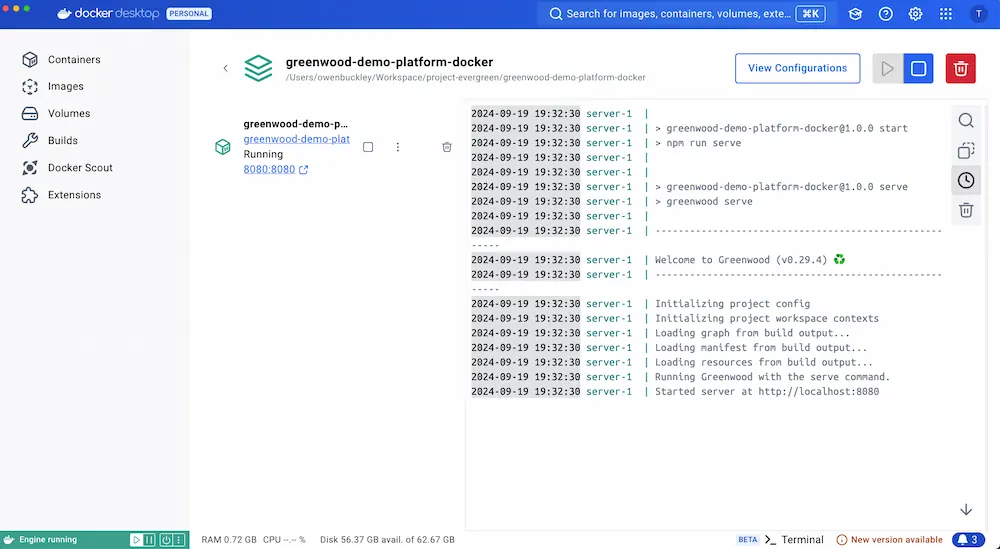 docker desktop PERSONAL
Search for images, containers, volumes, exte... ⌘K
T
Containers
Images
Volumes
Builds
Docker Scout
Extensions
greenwood-demo-platform-docker
/Users/owenbuckley/Workspace/project-evergreen/greenwood-demo-platform-docker
View Configurations
greenwood-demo-p...
greenwood-demo-plat
Running
8080:8080
2024-09-19 19:32:30 server-1 |
2024-09-19 19:32:30 server-1 | > greenwood-demo-platform-docker@1.0.0 start
2024-09-19 19:32:30 server-1 | > npm run serve
2024-09-19 19:32:30 server-1 |
2024-09-19 19:32:30 server-1 |
2024-09-19 19:32:30 server-1 | > greenwood-demo-platform-docker@1.0.0 serve
2024-09-19 19:32:30 server-1 | > greenwood serve
2024-09-19 19:32:30 server-1 |
2024-09-19 19:32:30 server-1 | -------------------------------------------------
-----
2024-09-19 19:32:30 server-1 | Welcome to Greenwood (v0.29.4) ♻️
2024-09-19 19:32:30 server-1 | -------------------------------------------------
-----
2024-09-19 19:32:30 server-1 | Initializing project config
2024-09-19 19:32:30 server-1 | Initializing project workspace contexts
2024-09-19 19:32:30 server-1 | Loading graph from build output...
2024-09-19 19:32:30 server-1 | Loading manifest from build output...
2024-09-19 19:32:30 server-1 | Loading resources from build output...
2024-09-19 19:32:30 server-1 | Running Greenwood with the serve command.
2024-09-19 19:32:30 server-1 | Started server at http://localhost:8080
Engine running
RAM 0.72 GB CPU --.-- % Disk 56.37 GB avail. of 62.67 GB
BETA >_ Terminal
New version available
3